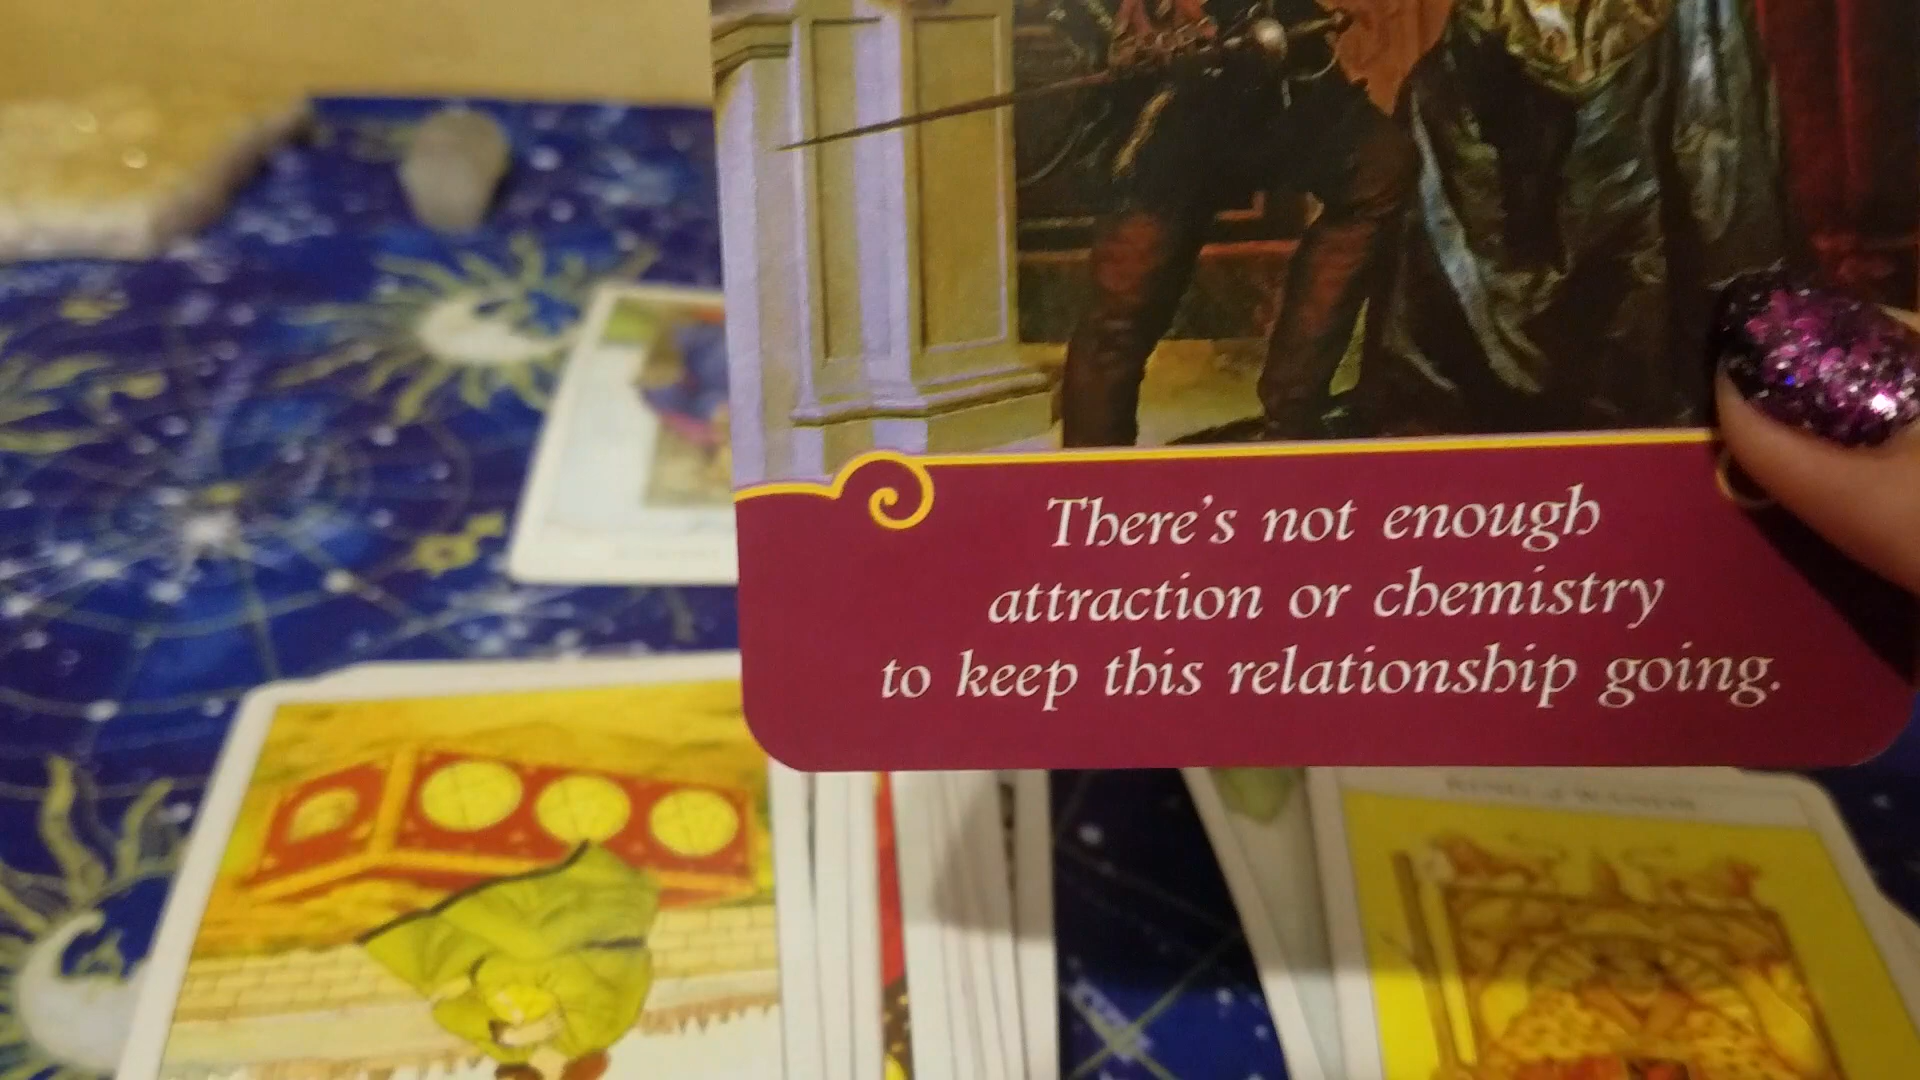 There's not enough
attraction or chemistry
to keep this relationship going.